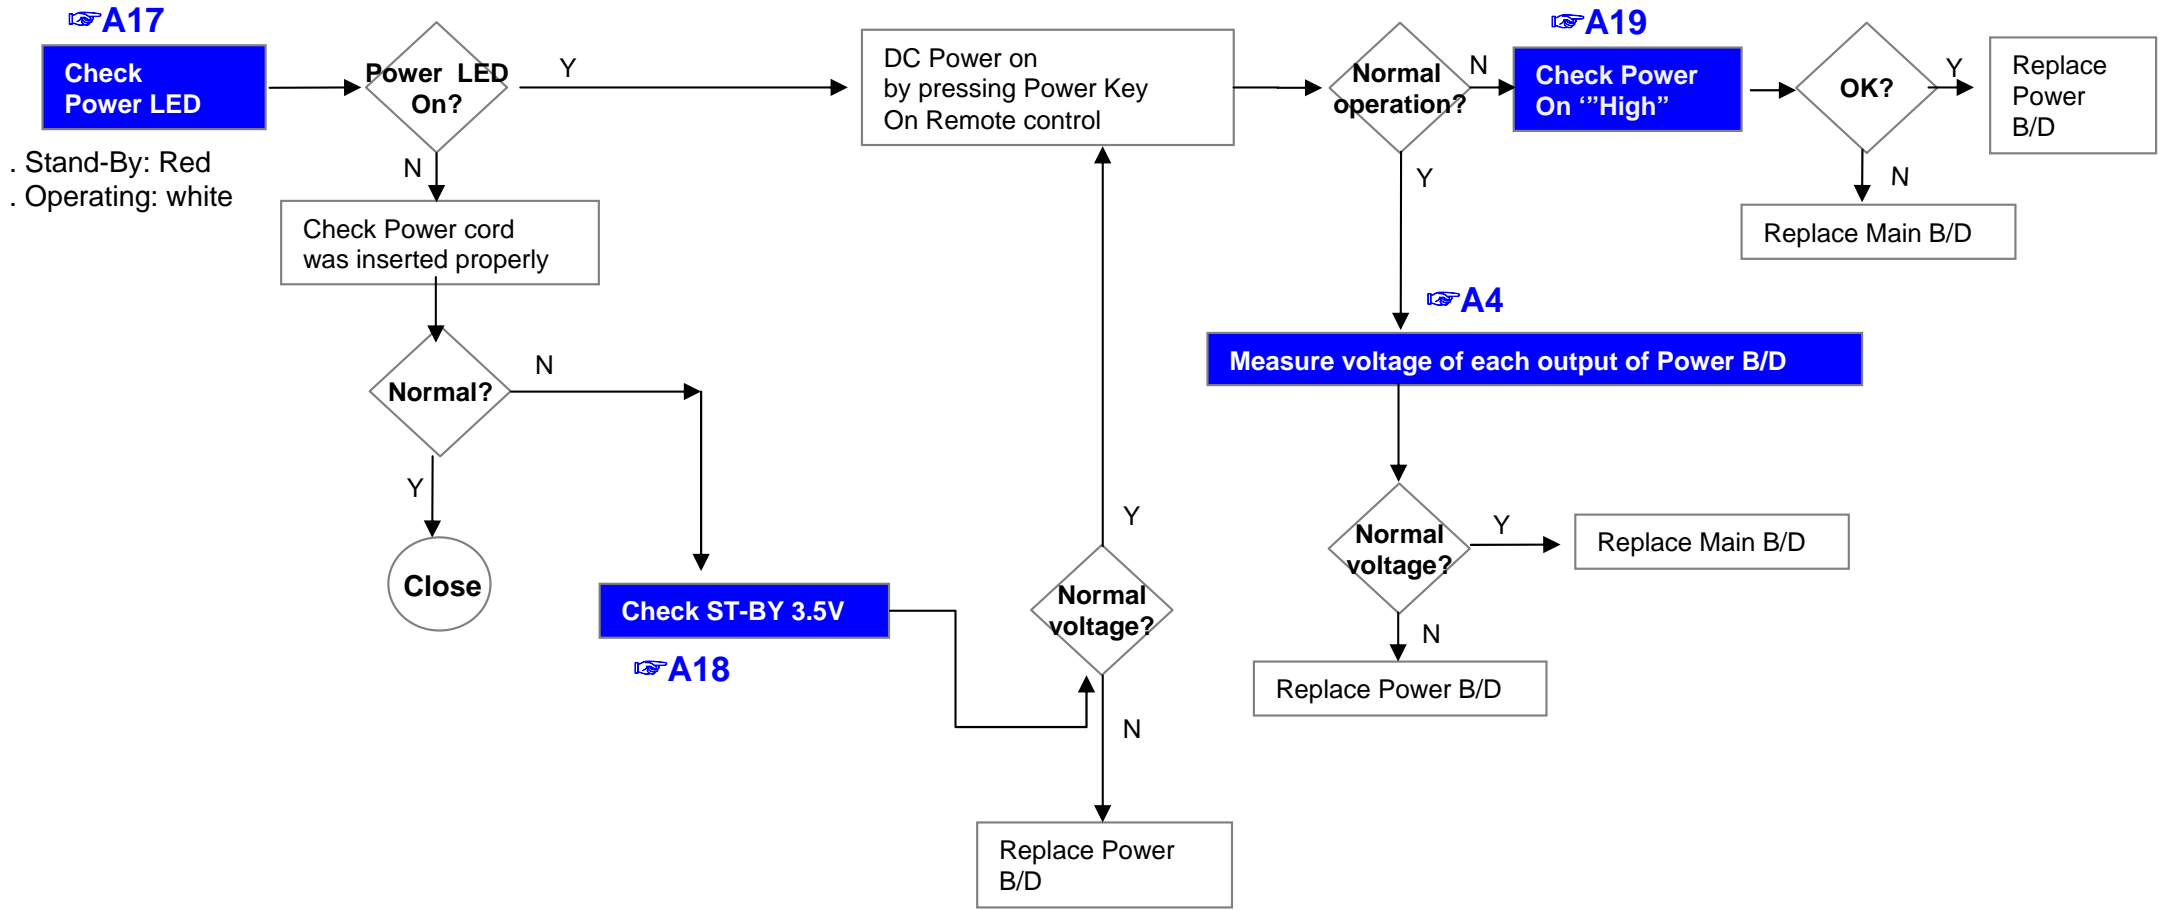 ☞A17
Check
Power LED
. Stand-By: Red
. Operating: white
Power LED
On?
Y
N
Check Power cord
was inserted properly
Normal?
N
Y
Close
Check ST-BY 3.5V
☞A18
Normal
voltage?
Y
N
Replace Power
B/D
DC Power on
by pressing Power Key
On Remote control
Normal
operation?
N
Y
☞A19
Check Power
On ‘"High”
OK?
Y
Replace
Power
B/D
N
Replace Main B/D
☞A4
Measure voltage of each output of Power B/D
Normal
voltage?
Y
Replace Main B/D
N
Replace Power B/D